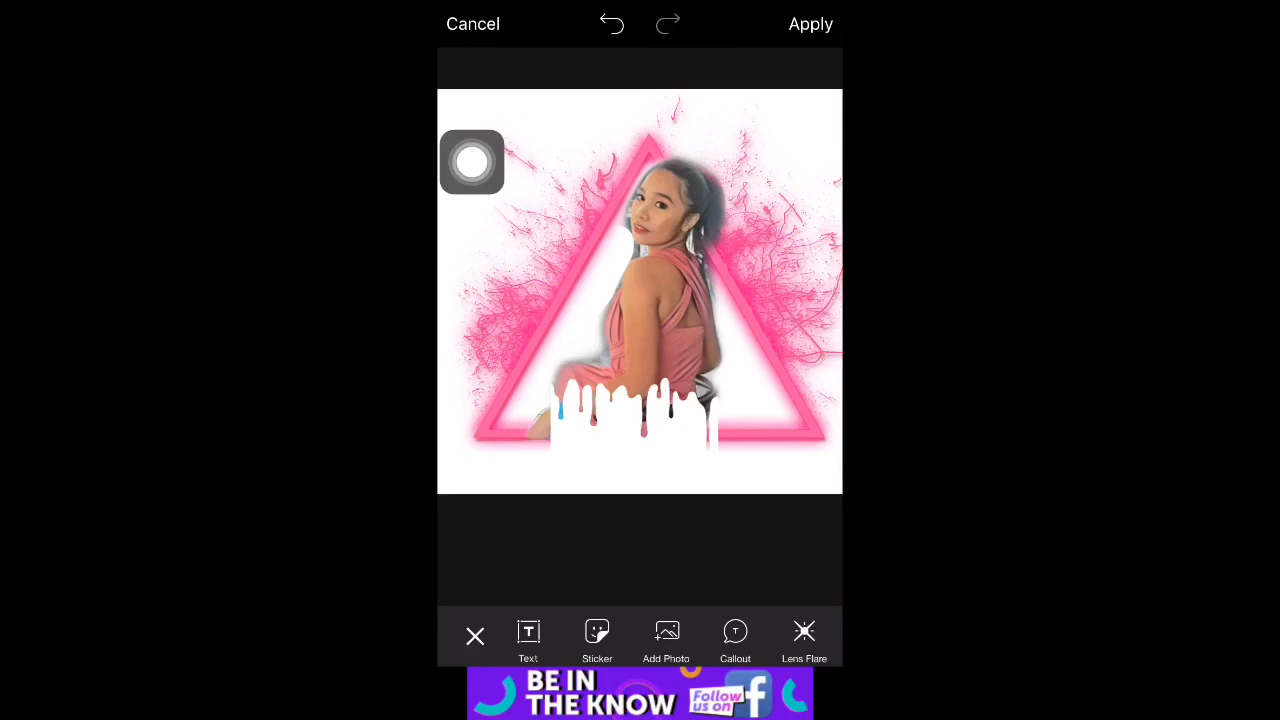 Cancel
Apply
T
T
Text
Sticker
Add Photo
Callout
Lens Flare
BE IN
THE KNOW
Follow
us on
f